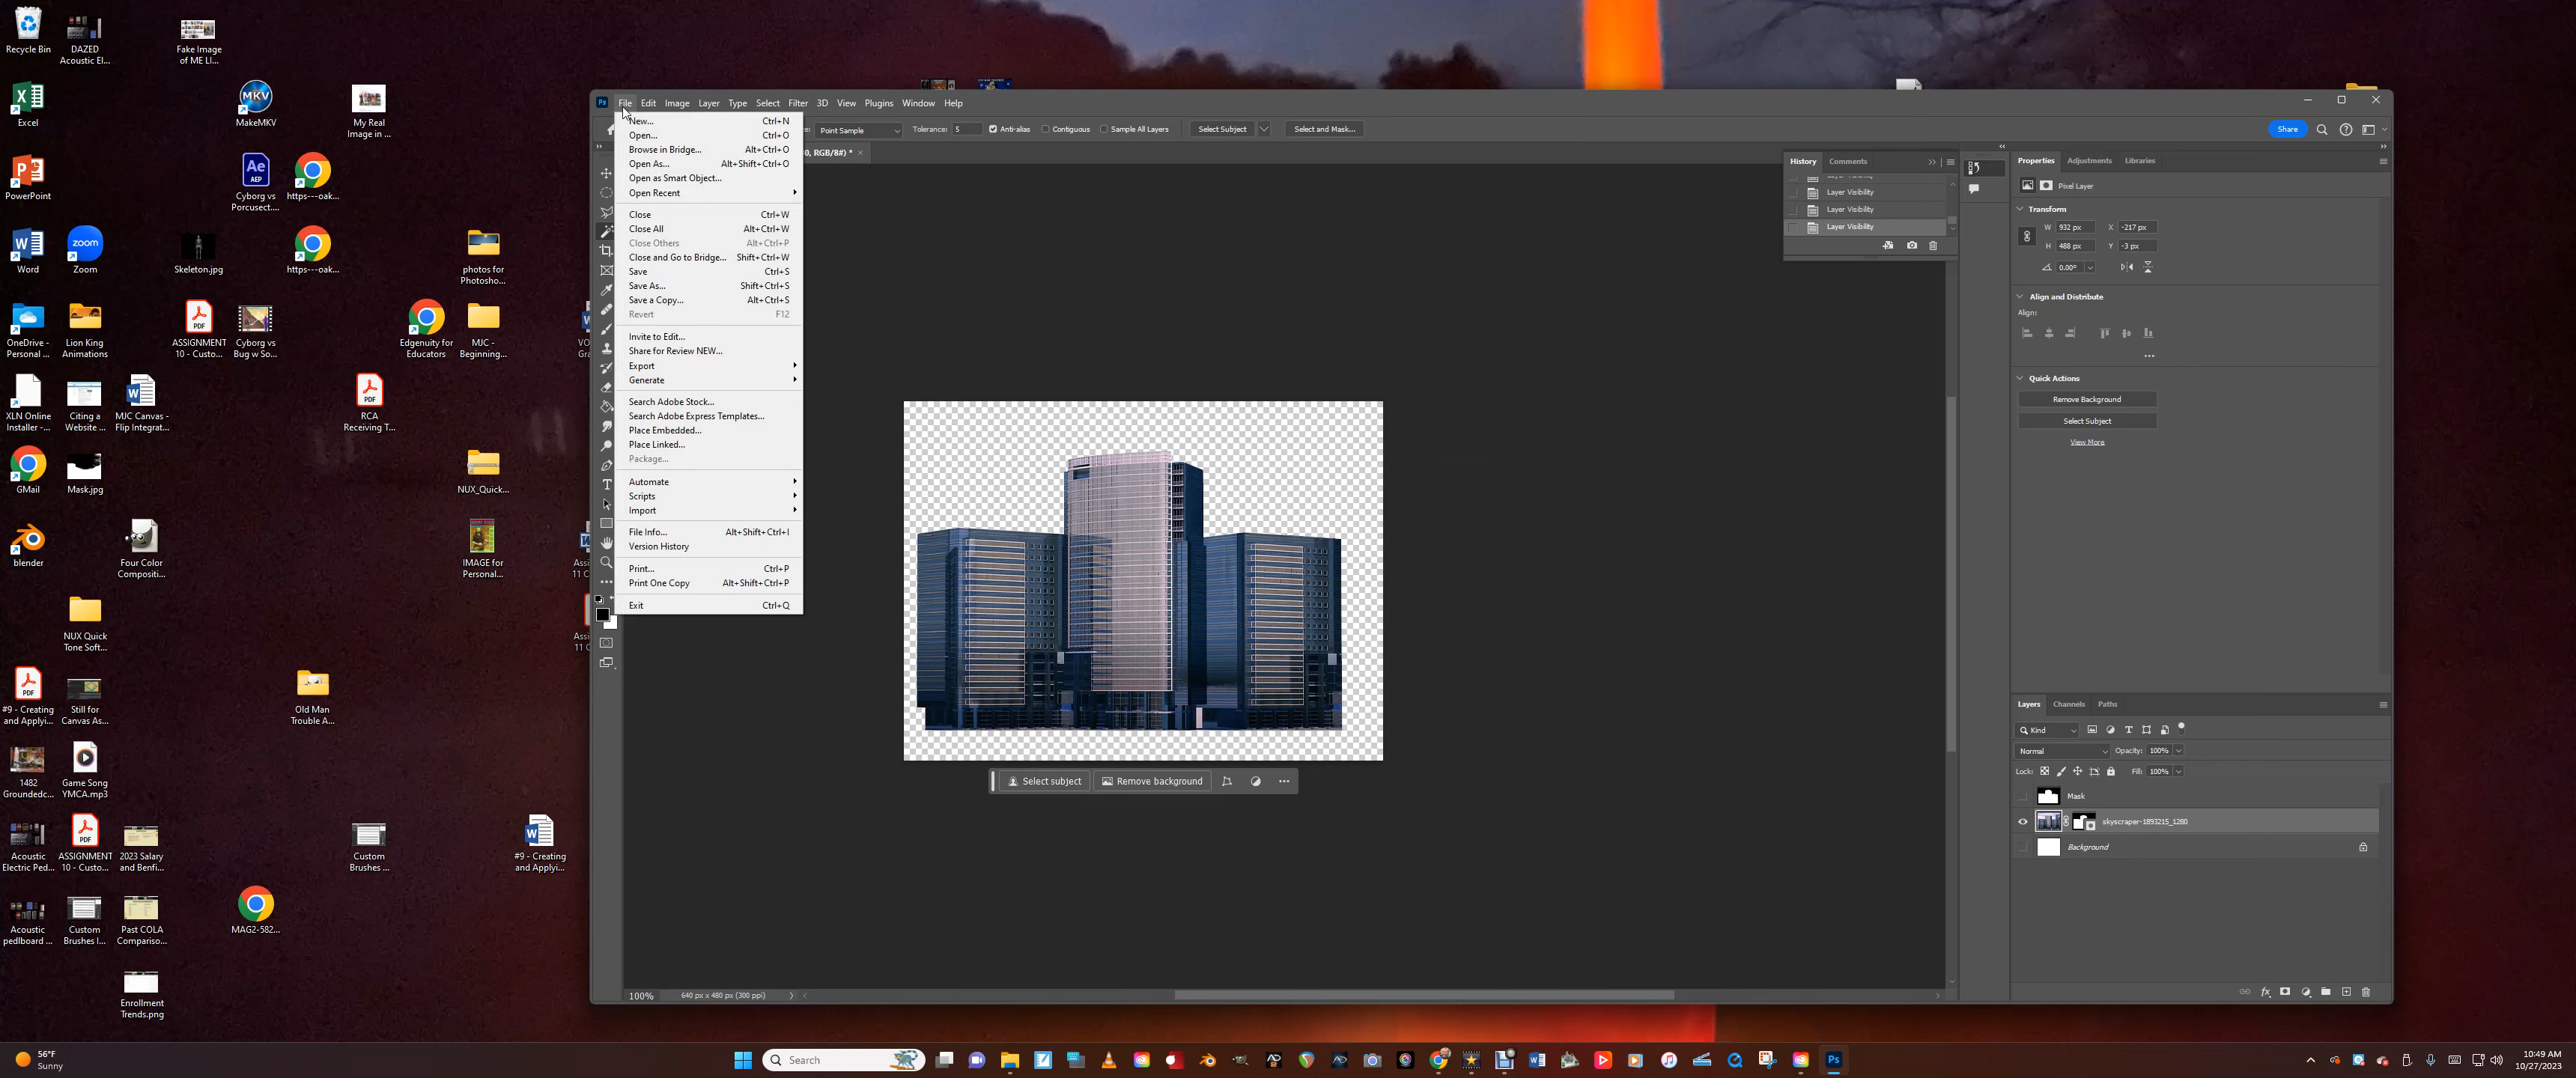 Recycle Bin
DAZED
Acoustic El...
Fake Image
of ME LI...
Excel
MKV
MakeMKV
My Real
Image in ...
PowerPoint
Ae
AEP
Cyborg vs
Porcusect....
https---oak...
Word
zoom
Zoom
Skeleton.jpg
https---oak...
photos for
Photosho...
OneDrive -
Personal ...
Lion King
Animations
PDF
ASSIGNMENT
10 - Custo...
Cyborg vs
Bug w So...
Edgenuity for
Educators
MJC -
Beginning...
XLN Online
Installer -...
Citing a
Website ...
MJC Canvas -
Flip Integrat...
PDF
RCA
Receiving T...
GMail
Mask.jpg
NUX_Quick...
blender
Four Color
Compositi...
IMAGE for
Personal...
NUX Quick
Tone Soft...
PDF
#9 - Creating
and Applyi...
Still for
Canvas As...
Old Man
Trouble A...
1482
Groundedc...
Game Song
YMCA.mp3
Acoustic
Electric Ped...
PDF
ASSIGNMENT
10 - Custo...
2023 Salary
and Benfi...
Custom
Brushes ...
#9 - Creating
and Applyi...
Acoustic
pedlboard ...
Custom
Brushes I...
Past COLA
Compariso...
MAG2-582...
Enrollment
Trends.png
Ps File Edit Image Layer Type Select Filter 3D View Plugins Window Help
Point Sample Tolerance: 5 Anti-alias Contiguous Sample All Layers Select Subject Select and Mask...
Share
0, RGB/8#) * ×
New... Ctrl+N
Open... Ctrl+O
Browse in Bridge... Alt+Ctrl+O
Open As... Alt+Shift+Ctrl+O
Open as Smart Object...
Open Recent
Close Ctrl+W
Close All Alt+Ctrl+W
Close Others Alt+Ctrl+P
Close and Go to Bridge... Shift+Ctrl+W
Save Ctrl+S
Save As... Shift+Ctrl+S
Save a Copy... Alt+Ctrl+S
Revert F12
Invite to Edit...
Share for Review NEW...
Export
Generate
Search Adobe Stock...
Search Adobe Express Templates...
Place Embedded...
Place Linked...
Package...
Automate
Scripts
Import
File Info... Alt+Shift+Ctrl+I
Version History
Print... Ctrl+P
Print One Copy Alt+Shift+Ctrl+P
Exit Ctrl+Q
History Comments
Layer Visibility
Layer Visibility
Layer Visibility
Select subject Remove background
100% 640 px x 480 px (300 ppi)
Properties Adjustments Libraries
Pixel Layer
Transform
W 932 px X -217 px
H 488 px Y -3 px
0.00°
Align and Distribute
Align:
Quick Actions
Remove Background
Select Subject
View More
Layers Channels Paths
Kind
Normal Opacity: 100%
Lock: Fill: 100%
Mask
skyscraper-1893215_1280
Background
56°F
Sunny
Search
Ps
10:49 AM
10/27/2023